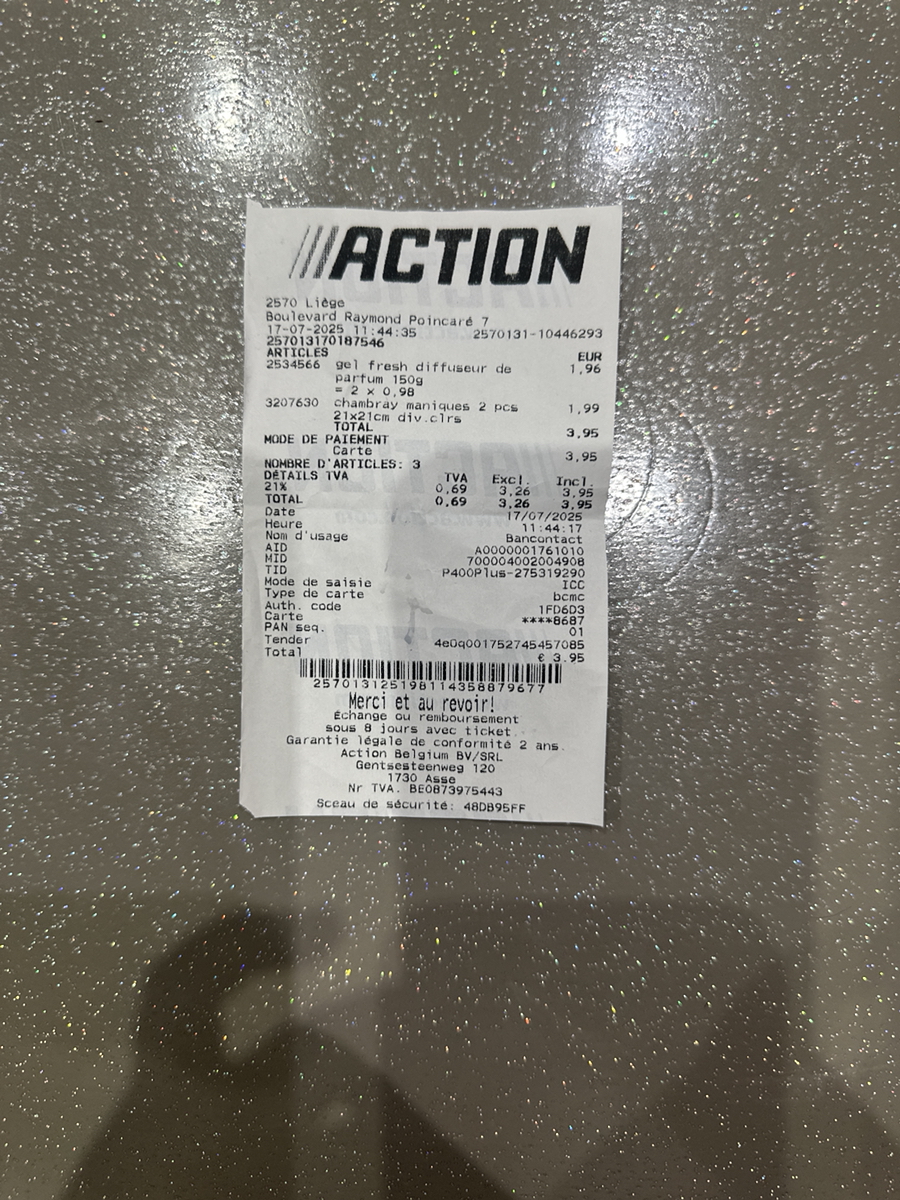 ACTION
2570 Liège
Boulevard Raymond Poincaré 7
17-07-2025 11:44:35 2570131-10446293
257013170187546
ARTICLES EUR
2534566 gel fresh diffuseur de 1,96
parfum 150g
= 2 x 0,98
3207630 chambray maniques 2 pcs 1,99
21x21cm div.clrs
TOTAL 3,95
MODE DE PAIEMENT
Carte 3,95
NOMBRE D'ARTICLES: 3
DÉTAILS TVA TVA Excl. Incl.
21% 0,69 3,26 3,95
TOTAL 0,69 3,26 3,95
Date 17/07/2025
Heure 11:44:17
Nom d'usage Bancontact
AID A0000001761010
MID 700004002004908
TID P400Plus-275319290
Mode de saisie ICC
Type de carte bcmc
Auth. code 1FD6D3
Carte ****8687
PAN seq. 01
Tender 4e0q001752745457085
Total € 3.95
2570131251981143588​79677
Merci et au revoir!
Échange ou remboursement
sous 8 jours avec ticket.
Garantie légale de conformité 2 ans.
Action Belgium BV/SRL
Gentsesteenweg 120
1730 Asse
Nr TVA. BE0873975443
Sceau de sécurité: 48DB95FF